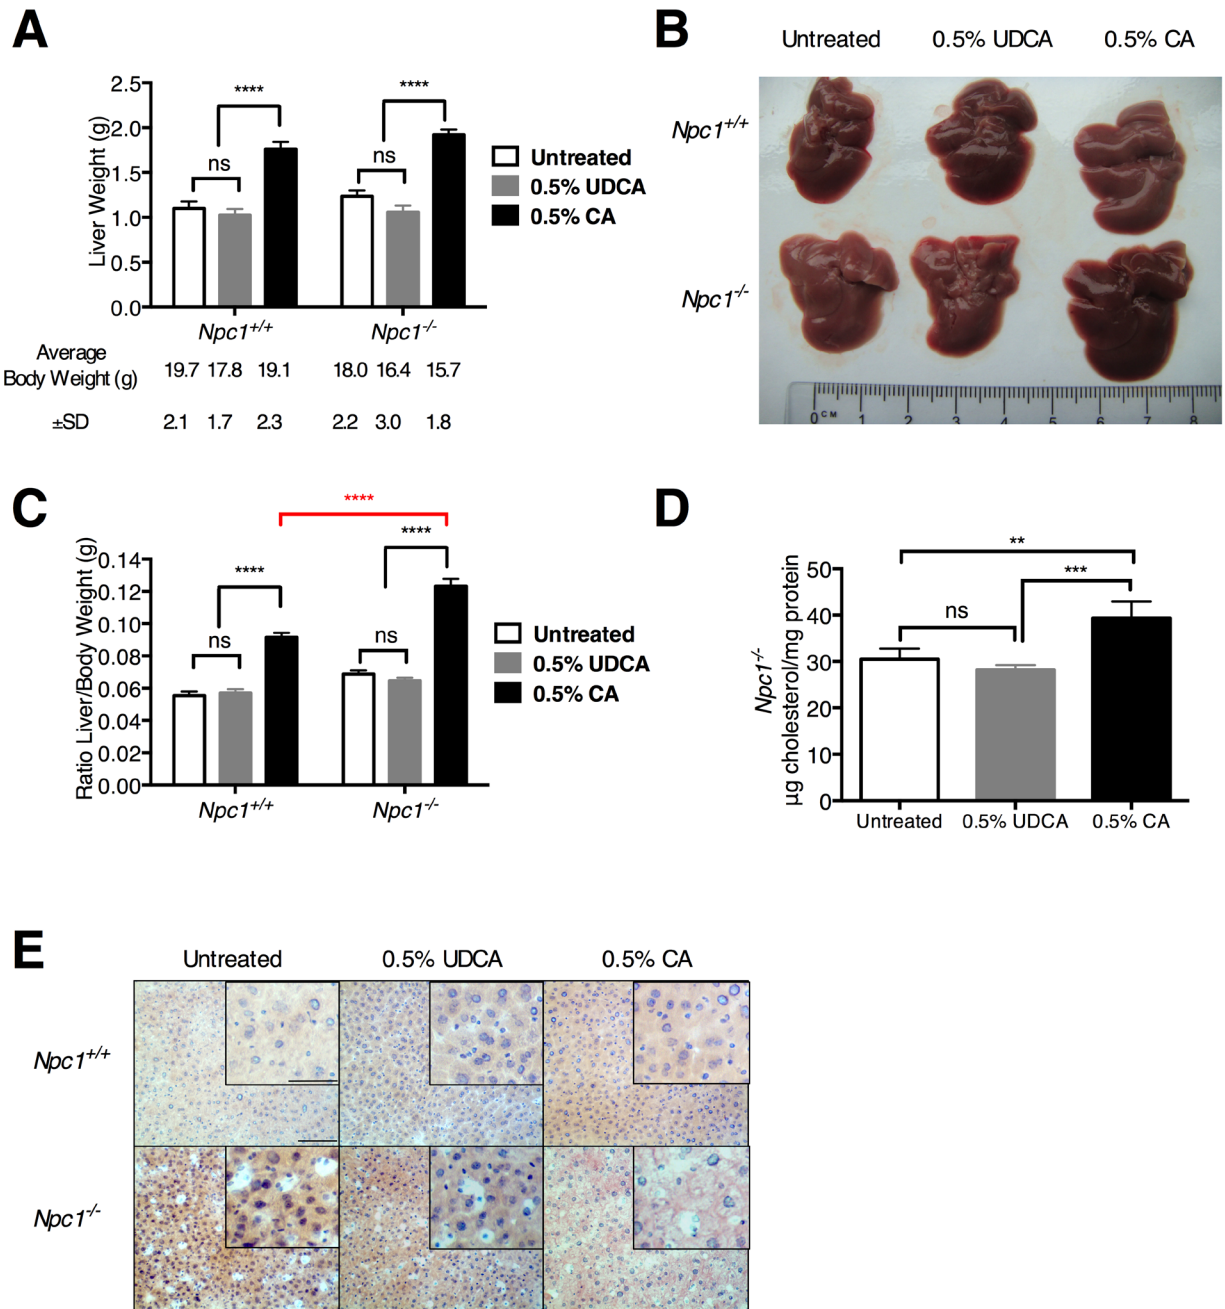 A
2.5
2.0
1.5
1.0
0.5
0.0
Liver Weight (g)
****
ns
****
ns
Npc1+/+
Npc1-/-
Untreated
0.5% UDCA
0.5% CA
Average
Body Weight (g)
19.7 17.8 19.1 18.0 16.4 15.7
±SD 2.1 1.7 2.3 2.2 3.0 1.8
B
Untreated 0.5% UDCA 0.5% CA
Npc1+/+
Npc1-/-
0 CM 1 2 3 4 5 6 7 8
C
****
****
****
ns
ns
0.14
0.12
0.10
0.08
0.06
0.04
0.02
0.00
Ratio Liver/Body Weight (g)
Npc1+/+
Npc1-/-
Untreated
0.5% UDCA
0.5% CA
D
**
***
ns
50
40
30
20
10
0
Npc1-/-
µg cholesterol/mg protein
Untreated 0.5% UDCA 0.5% CA
E
Untreated 0.5% UDCA 0.5% CA
Npc1+/+
Npc1-/-